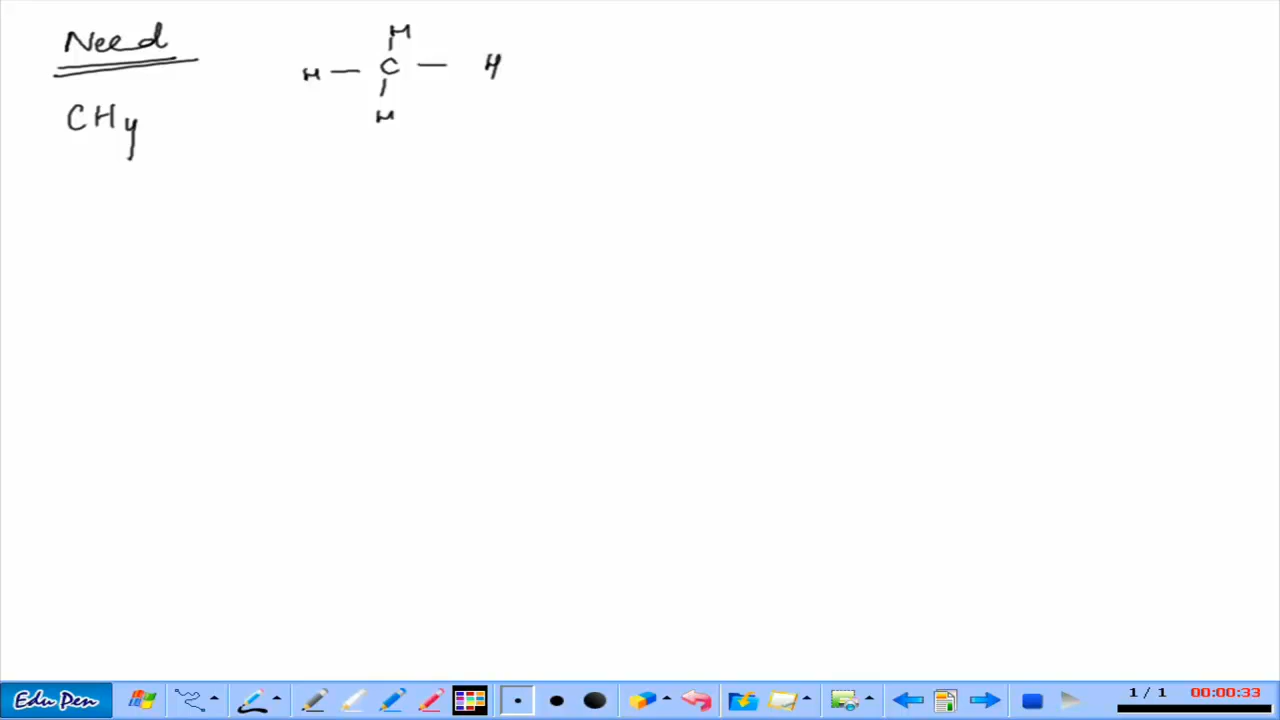 Need
H
H — C — H
H
CH4
Edu Pen
1 / 1 00:00:33